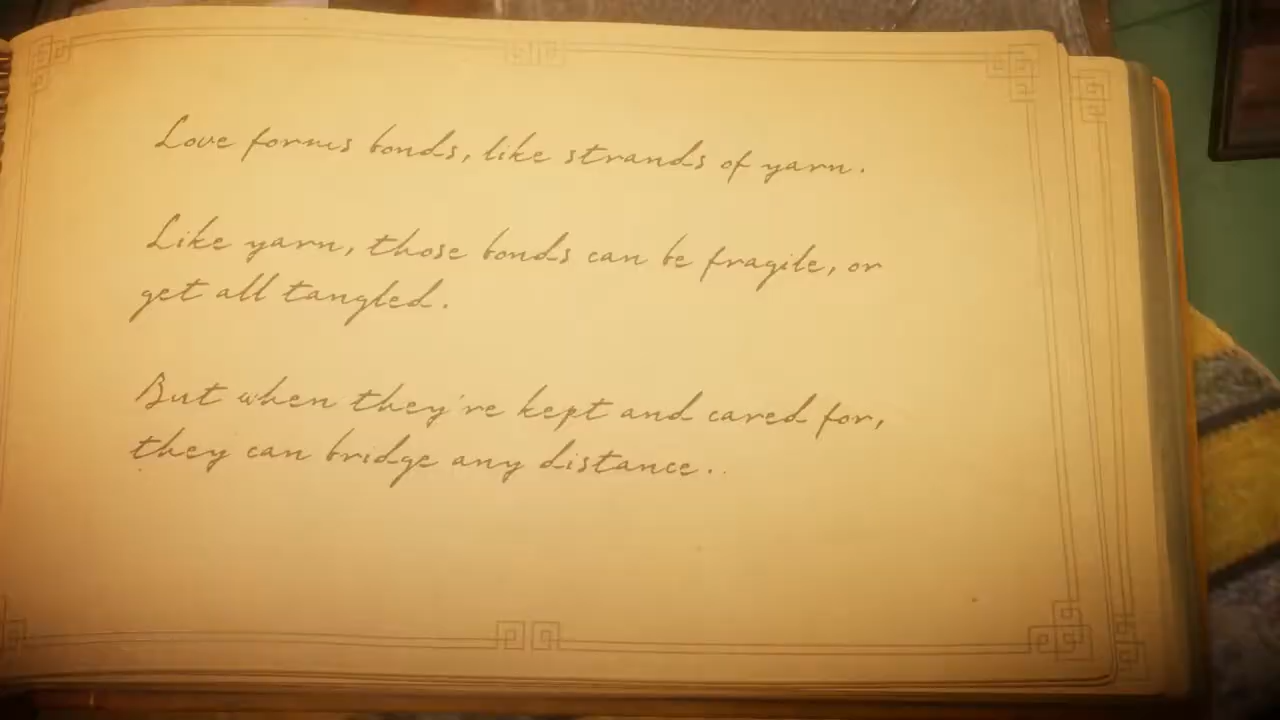 Love forms bonds, like strands of yarn.
Like yarn, those bonds can be fragile, or
get all tangled.
But when they're kept and cared for,
they can bridge any distance..